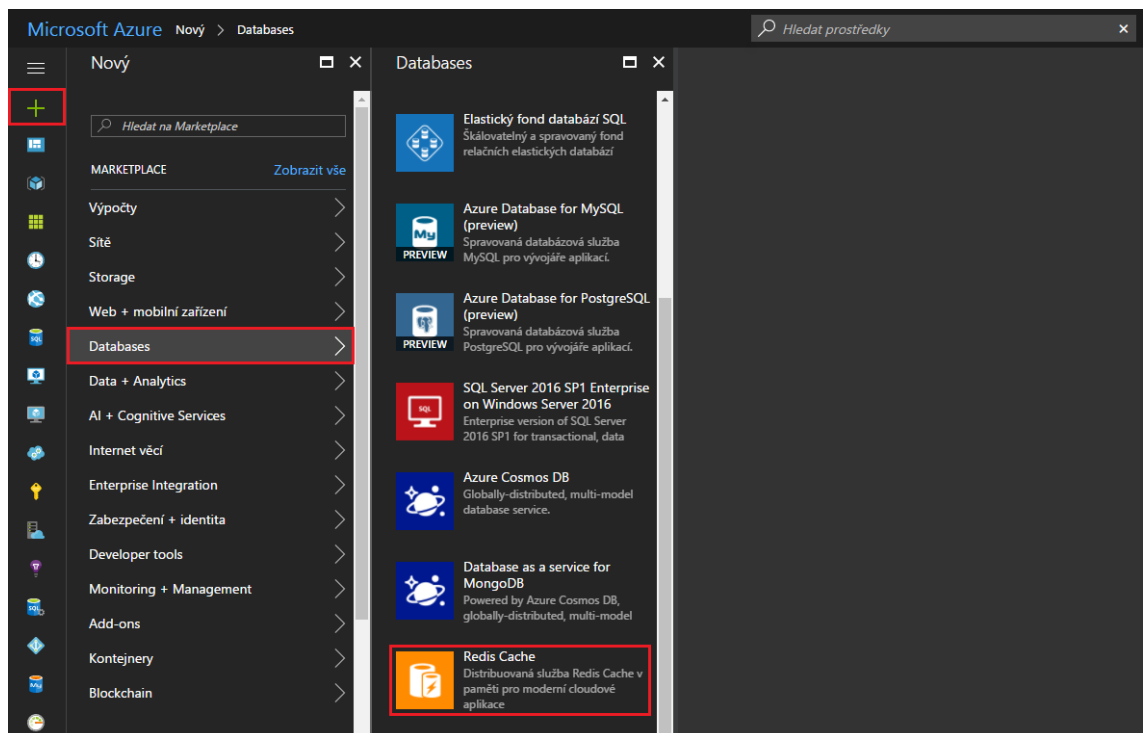 Microsoft Azure Nový > Databases
Hledat prostředky
Nový
Hledat na Marketplace
MARKETPLACE Zobrazit vše
Výpočty
Sítě
Storage
Web + mobilní zařízení
Databases
Data + Analytics
AI + Cognitive Services
Internet věcí
Enterprise Integration
Zabezpečení + identita
Developer tools
Monitoring + Management
Add-ons
Kontejnery
Blockchain
Databases
Elastický fond databází SQL
Škálovatelný a spravovaný fond
relačních elastických databází
Azure Database for MySQL
(preview)
Spravovaná databázová služba
MySQL pro vývojáře aplikací.
My
PREVIEW
Azure Database for PostgreSQL
(preview)
Spravovaná databázová služba
PostgreSQL pro vývojáře aplikací.
PREVIEW
SQL Server 2016 SP1 Enterprise
on Windows Server 2016
Enterprise version of SQL Server
2016 SP1 for transactional, data
SQL
Azure Cosmos DB
Globally-distributed, multi-model
database service.
Database as a service for
MongoDB
Powered by Azure Cosmos DB,
globally-distributed, multi-model
Redis Cache
Distribuovaná služba Redis Cache v
paměti pro moderní cloudové
aplikace
SQL
SQL
My